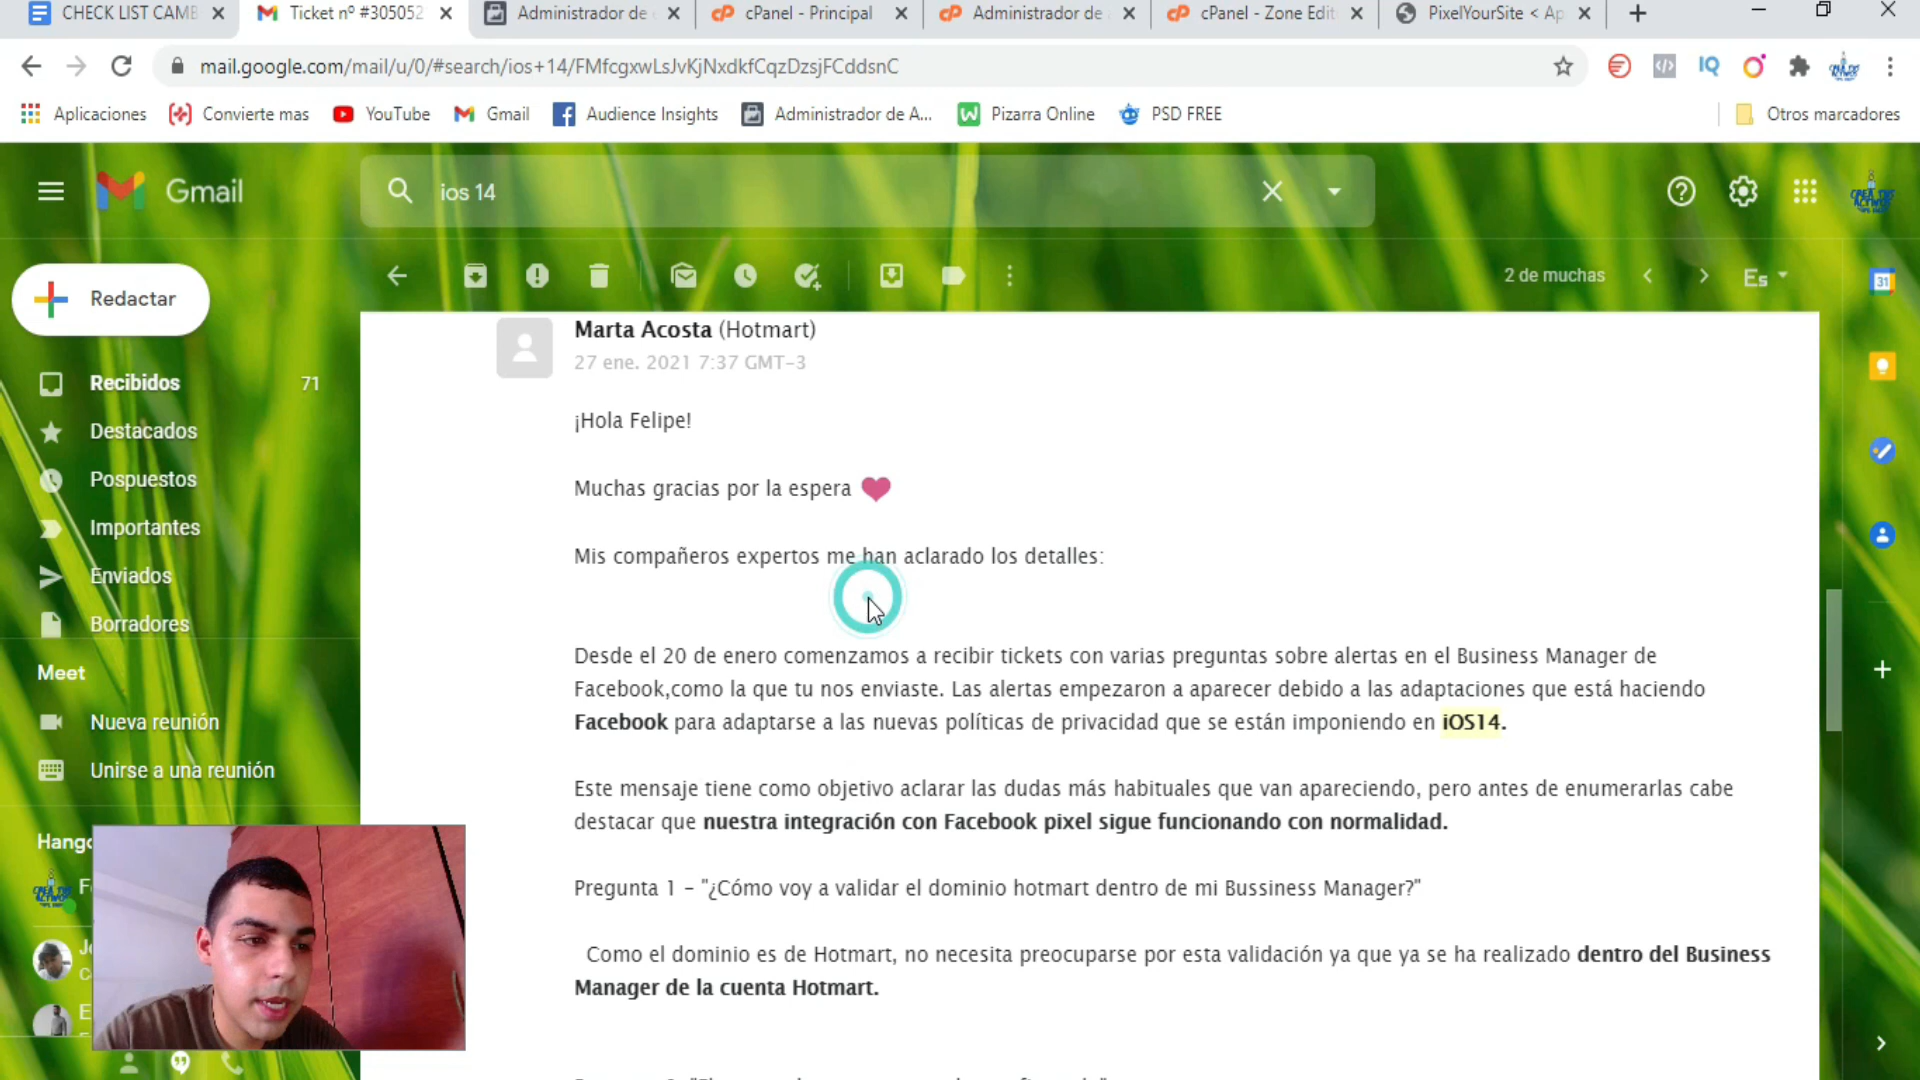 CHECK LIST CAMB
Ticket nº #305052
Administrador de
cPanel - Principal
Administrador de
cPanel - Zone Edit
PixelYourSite < Ap
mail.google.com/mail/u/0/#search/ios+14/FMfcgxwLsJvKjNxdkfCqzDzsjFCddsnC
IQ
Aplicaciones
Convierte mas
YouTube
Gmail
Audience Insights
Administrador de A...
Pizarra Online
PSD FREE
Otros marcadores
Gmail
ios 14
Redactar
2 de muchas
Es
31
Recibidos 71
Destacados
Pospuestos
Importantes
Enviados
Borradores
Meet
Nueva reunión
Unirse a una reunión
Hango
Marta Acosta (Hotmart)
27 ene. 2021 7:37 GMT-3
¡Hola Felipe!
Muchas gracias por la espera
Mis compañeros expertos me han aclarado los detalles:
Desde el 20 de enero comenzamos a recibir tickets con varias preguntas sobre alertas en el Business Manager de
Facebook,como la que tu nos enviaste. Las alertas empezaron a aparecer debido a las adaptaciones que está haciendo
Facebook para adaptarse a las nuevas políticas de privacidad que se están imponiendo en iOS14.
Este mensaje tiene como objetivo aclarar las dudas más habituales que van apareciendo, pero antes de enumerarlas cabe
destacar que nuestra integración con Facebook pixel sigue funcionando con normalidad.
Pregunta 1 - "¿Cómo voy a validar el dominio hotmart dentro de mi Bussiness Manager?"
Como el dominio es de Hotmart, no necesita preocuparse por esta validación ya que ya se ha realizado dentro del Business
Manager de la cuenta Hotmart.